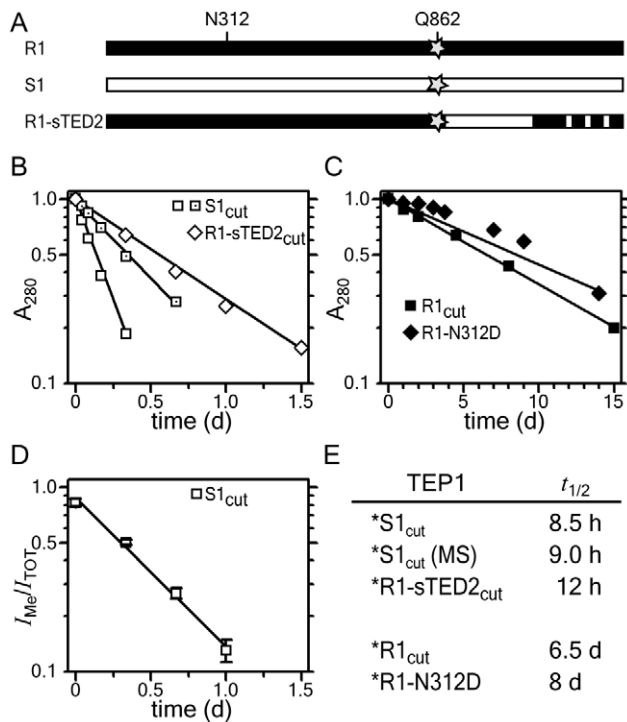 A
N312 Q862
R1
S1
R1-sTED2
B
1.0
0.5
0.1
A280
S1cut
R1-sTED2cut
0 0.5 1.0 1.5
time (d)
C
1.0
0.5
0.1
A280
R1cut
R1-N312D
0 5 10 15
time (d)
D
1.0
0.5
0.1
IMe/ITOT
S1cut
0 0.5 1.0 1.5
time (d)
E
TEP1 t1/2
*S1cut 8.5 h
*S1cut (MS) 9.0 h
*R1-sTED2cut 12 h
*R1cut 6.5 d
*R1-N312D 8 d